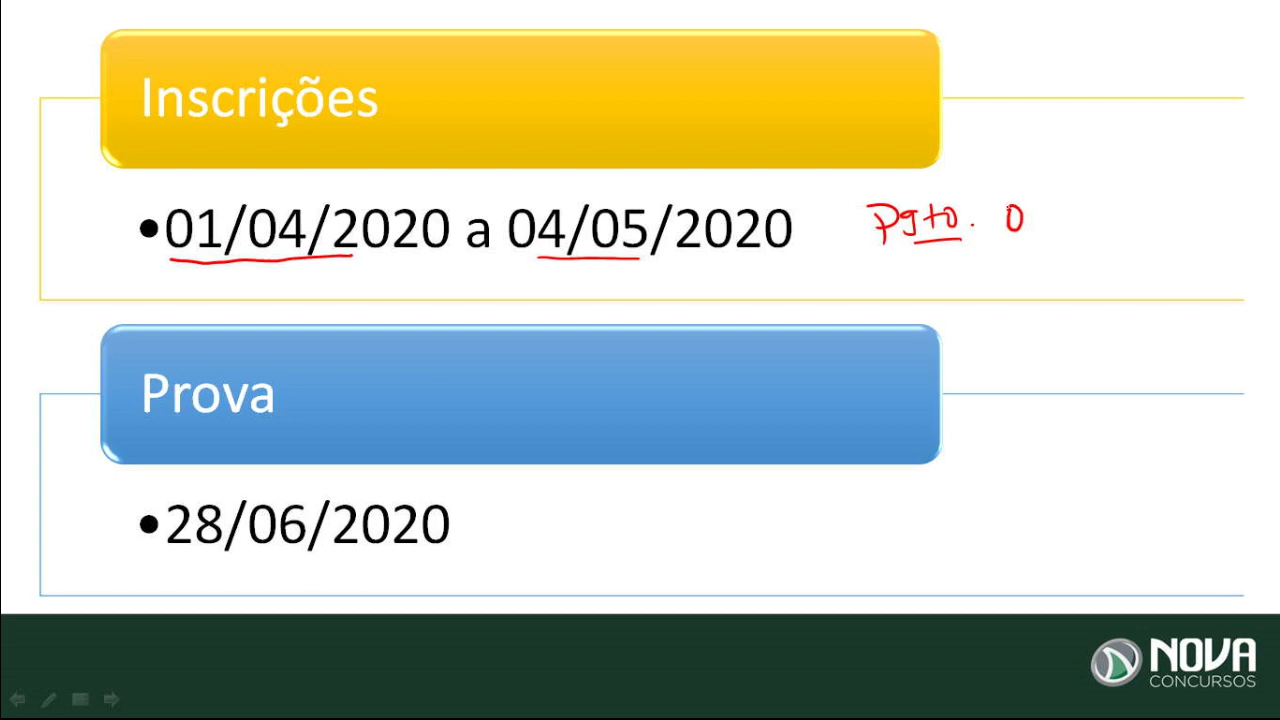 Inscrições
•01/04/2020 a 04/05/2020 Pgto. 0
Prova
•28/06/2020
NOVA
CONCURSOS